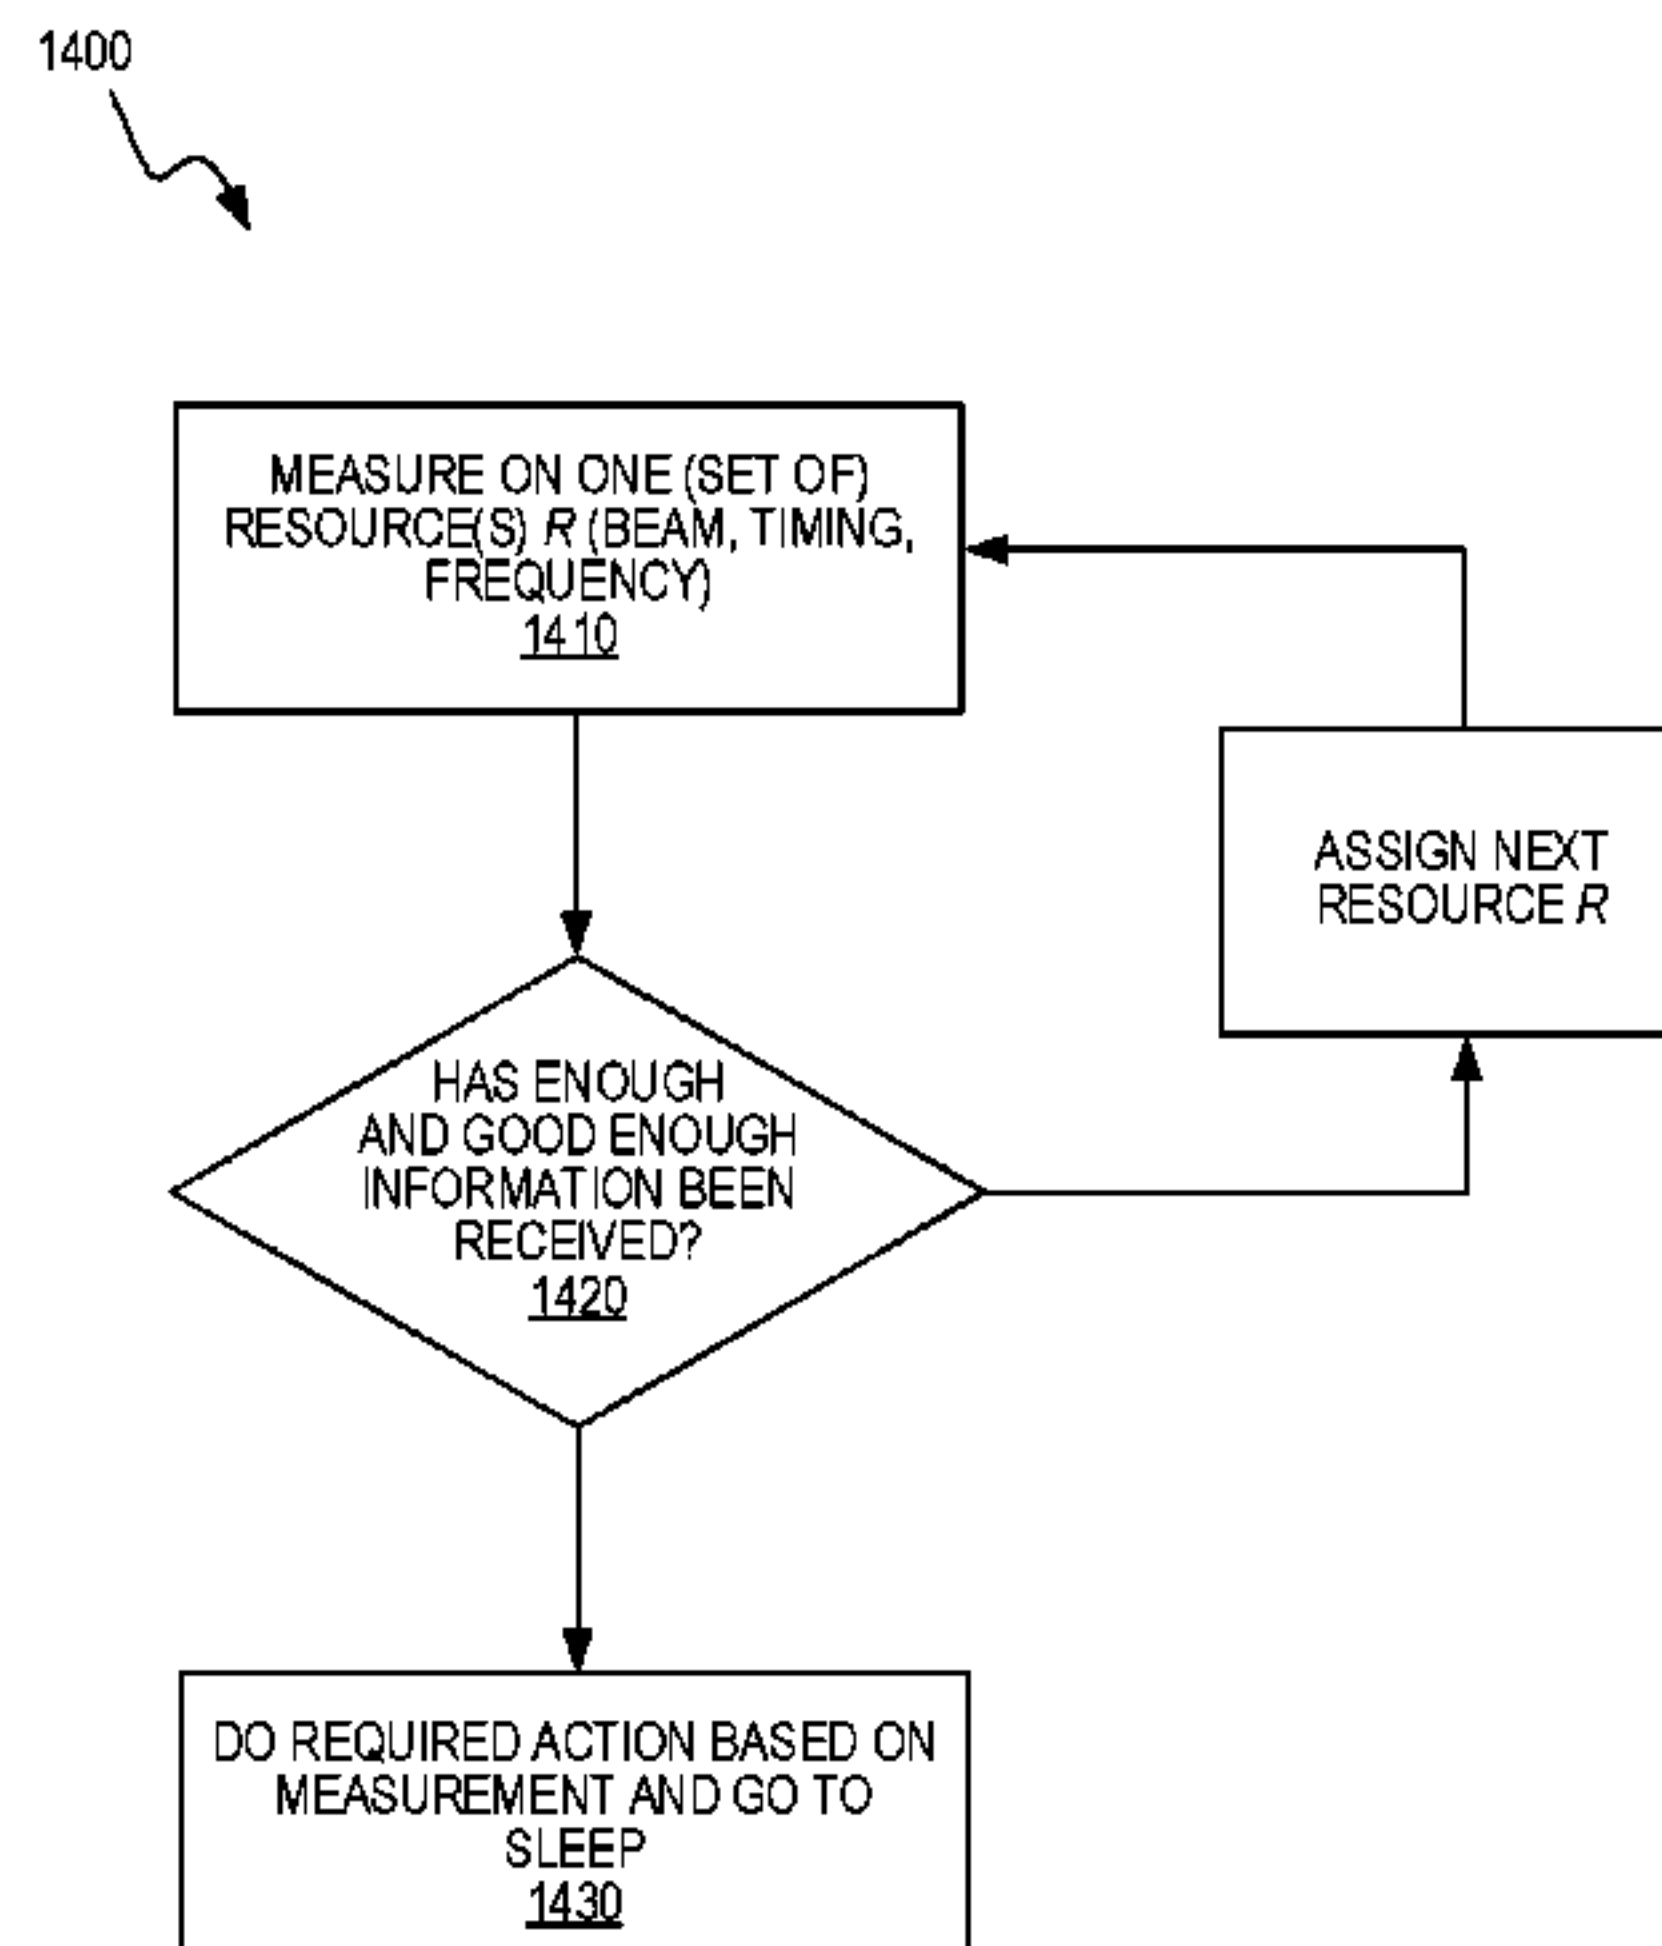 1400
MEASURE ON ONE (SET OF)
RESOURCE(S) R (BEAM, TIMING,
FREQUENCY)
1410
ASSIGN NEXT
RESOURCE R
HAS ENOUGH
AND GOOD ENOUGH
INFORMATION BEEN
RECEIVED?
1420
DO REQUIRED ACTION BASED ON
MEASUREMENT AND GO TO
SLEEP
1430